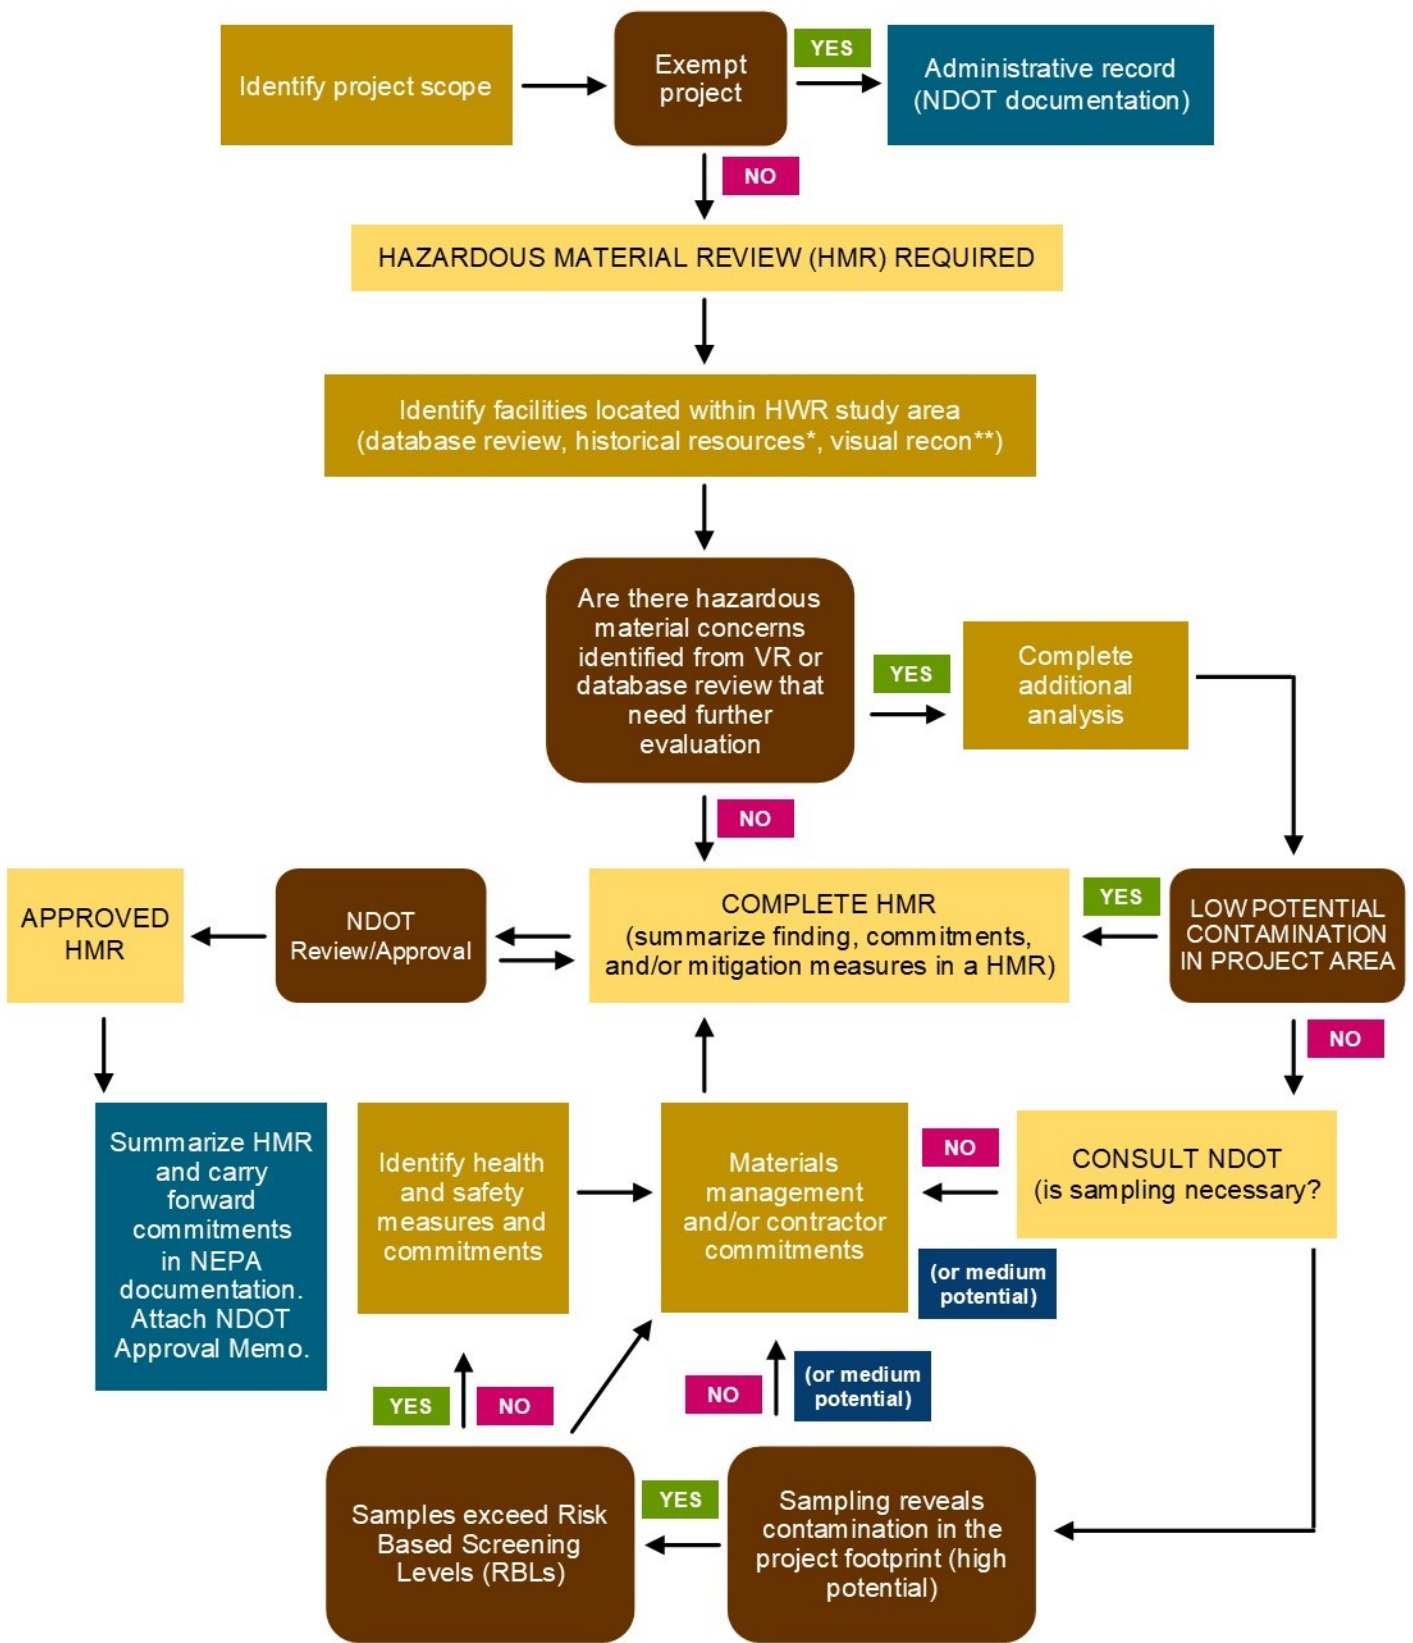 Identify project scope
Exempt
project
YES
Administrative record
(NDOT documentation)
NO
HAZARDOUS MATERIAL REVIEW (HMR) REQUIRED
Identify facilities located within HWR study area
(database review, historical resources*, visual recon**)
Are there hazardous
material concerns
identified from VR or
database review that
need further
evaluation
YES
Complete
additional
analysis
NO
APPROVED
HMR
NDOT
Review/Approval
COMPLETE HMR
(summarize finding, commitments,
and/or mitigation measures in a HMR)
YES
LOW POTENTIAL
CONTAMINATION
IN PROJECT AREA
NO
Summarize HMR
and carry
forward
commitments
in NEPA
documentation.
Attach NDOT
Approval Memo.
Identify health
and safety
measures and
commitments
Materials
management
and/or contractor
commitments
NO
CONSULT NDOT
(is sampling necessary?
(or medium
potential)
YES
NO
NO
(or medium
potential)
Samples exceed Risk
Based Screening
Levels (RBLs)
YES
Sampling reveals
contamination in the
project footprint (high
potential)